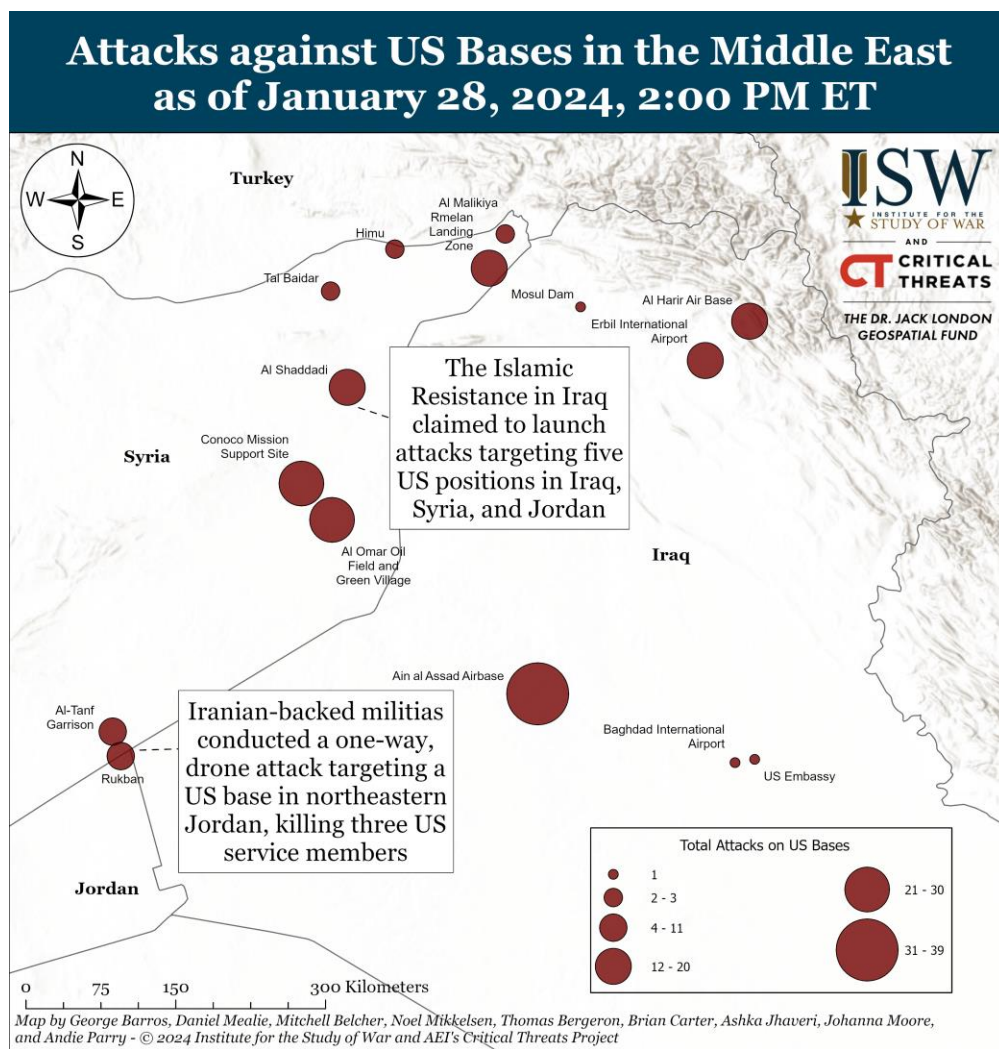 Attacks against US Bases in the Middle East
as of January 28, 2024, 2:00 PM ET
N
W
E
S
Turkey
ISW
INSTITUTE FOR THE
STUDY OF WAR
AND
CT CRITICAL
THREATS
THE DR. JACK LONDON
GEOSPATIAL FUND
Al Malikiya
Rmelan
Landing
Zone
Himu
Tal Baidar
Mosul Dam
Al Harir Air Base
Erbil International
Airport
Al Shaddadi
The Islamic
Resistance in Iraq
claimed to launch
attacks targeting five
US positions in Iraq,
Syria, and Jordan
Conoco Mission
Support Site
Syria
Iraq
Al Omar Oil
Field and
Green Village
Ain al Assad Airbase
Al-Tanf
Garrison
Rukban
Iranian-backed militias
conducted a one-way,
drone attack targeting a
US base in northeastern
Jordan, killing three US
service members
Baghdad International
Airport
US Embassy
Jordan
Total Attacks on US Bases
1
2 - 3
4 - 11
12 - 20
21 - 30
31 - 39
0 75 150 300 Kilometers
Map by George Barros, Daniel Mealie, Mitchell Belcher, Noel Mikkelsen, Thomas Bergeron, Brian Carter, Ashka Jhaveri, Johanna Moore,
and Andie Parry - © 2024 Institute for the Study of War and AEI's Critical Threats Project